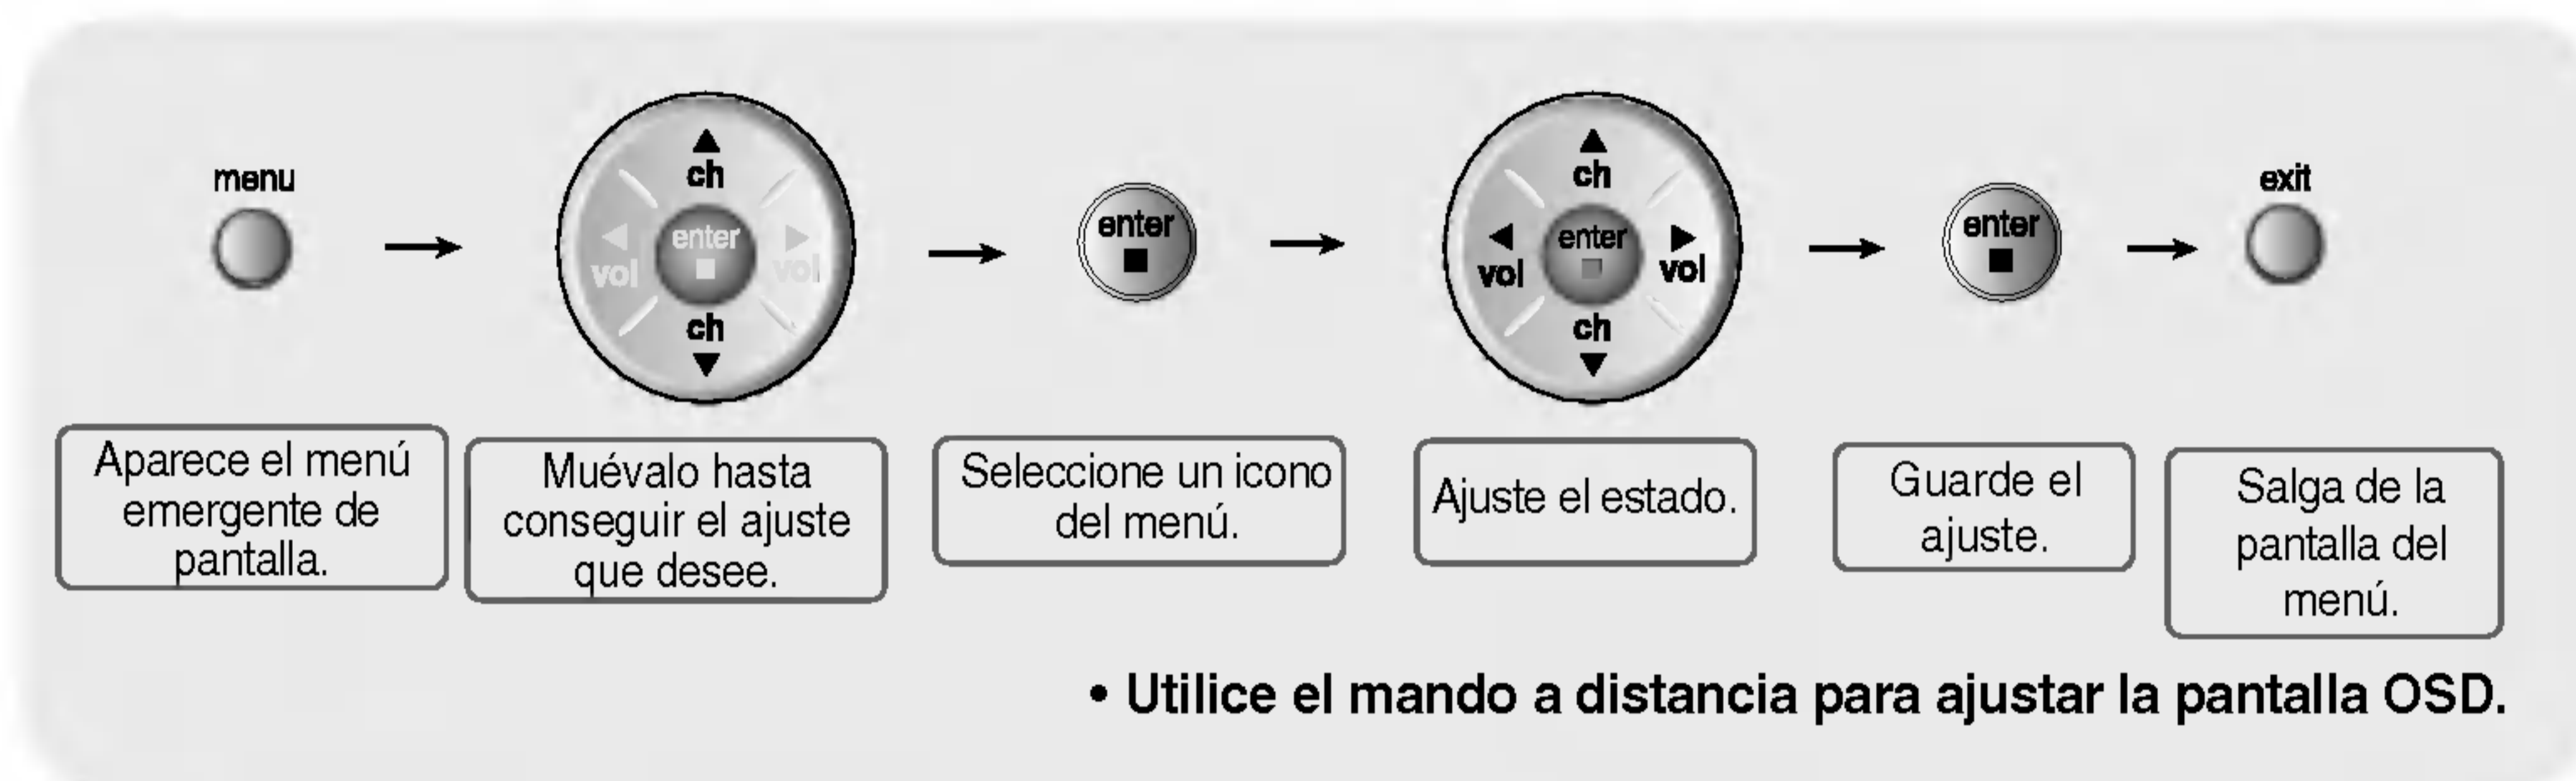 menu
▲
ch
◀ enter ▶
vol ■ vol
ch
▼
enter
■
▲
ch
◀ enter ▶
vol ■ vol
ch
▼
enter
■
exit
Aparece el menú
emergente de
pantalla.
Muévalo hasta
conseguir el ajuste
que desee.
Seleccione un icono
del menú.
Ajuste el estado.
Guarde el
ajuste.
Salga de la
pantalla del
menú.
• Utilice el mando a distancia para ajustar la pantalla OSD.